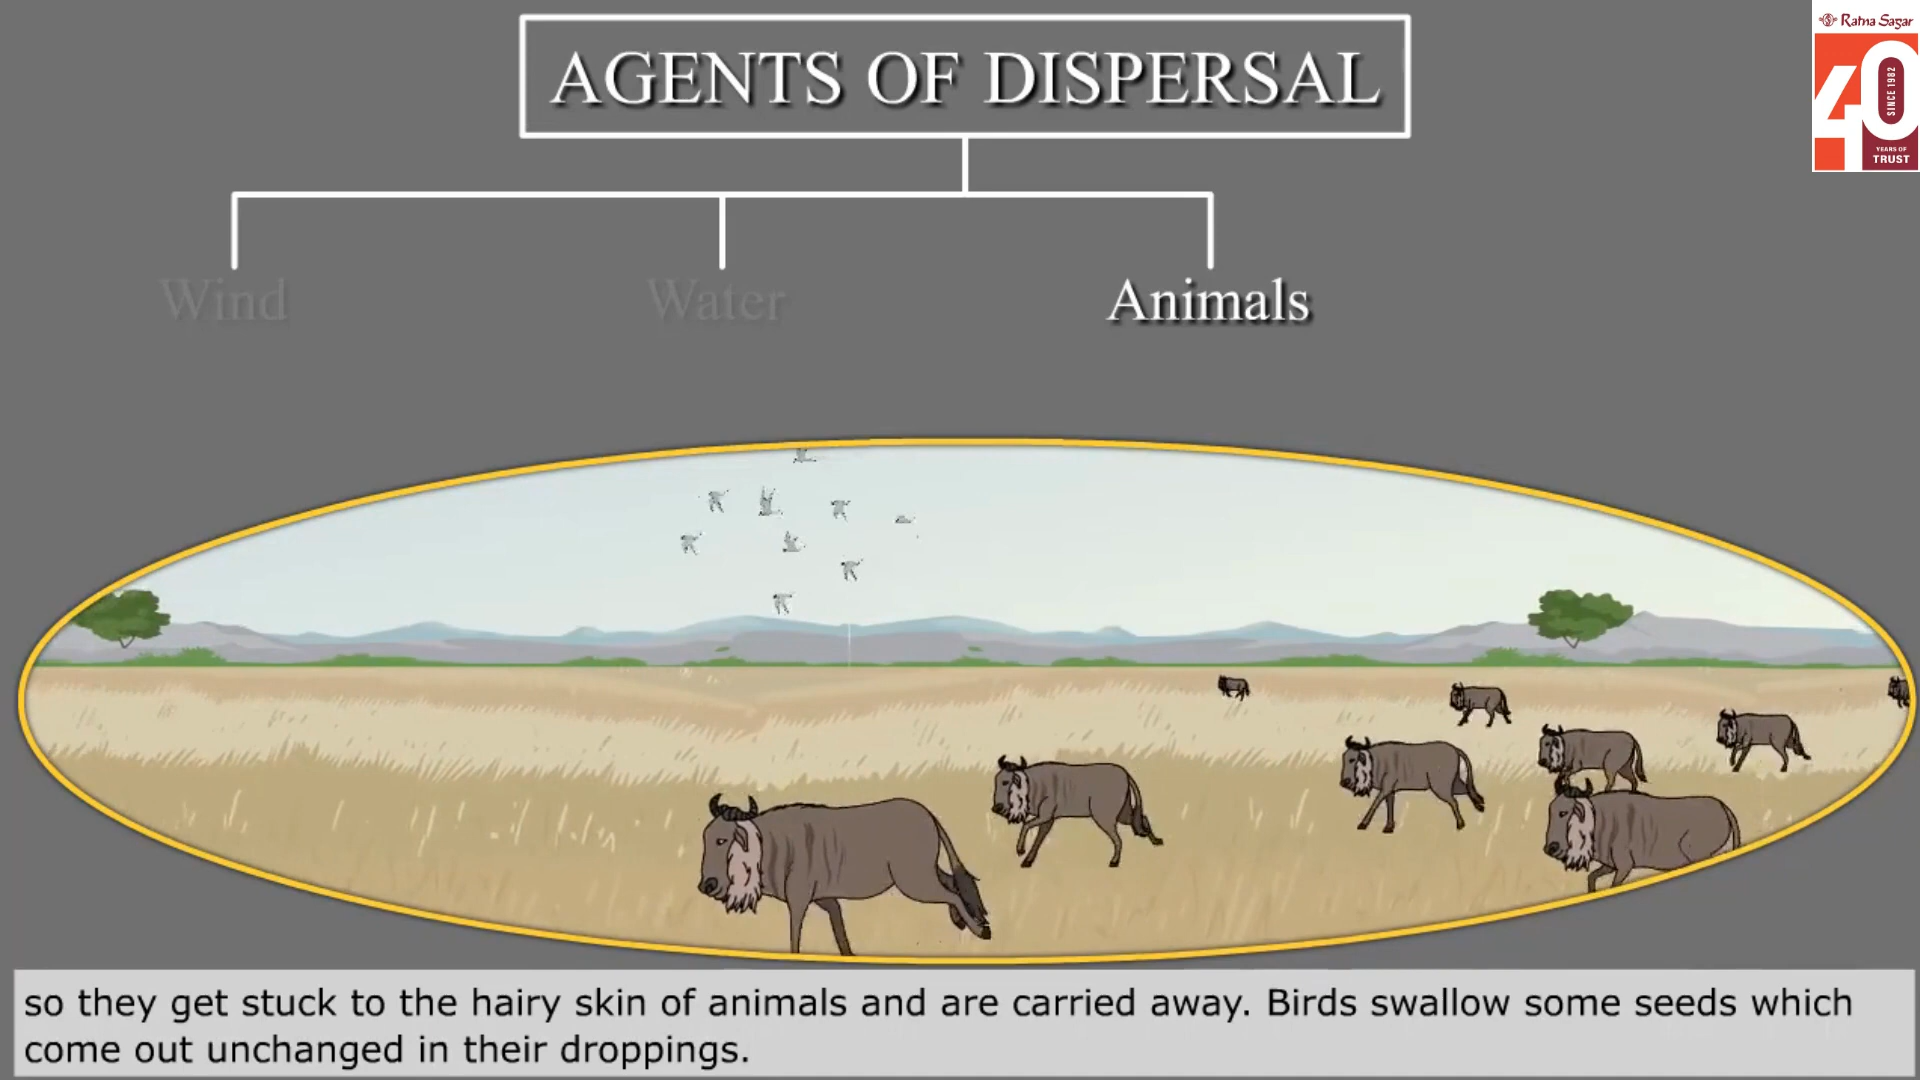 AGENTS OF DISPERSAL
Ratna Sagar
40
SINCE 1982
YEARS OF
TRUST
Wind
Water
Animals
so they get stuck to the hairy skin of animals and are carried away. Birds swallow some seeds which
come out unchanged in their droppings.